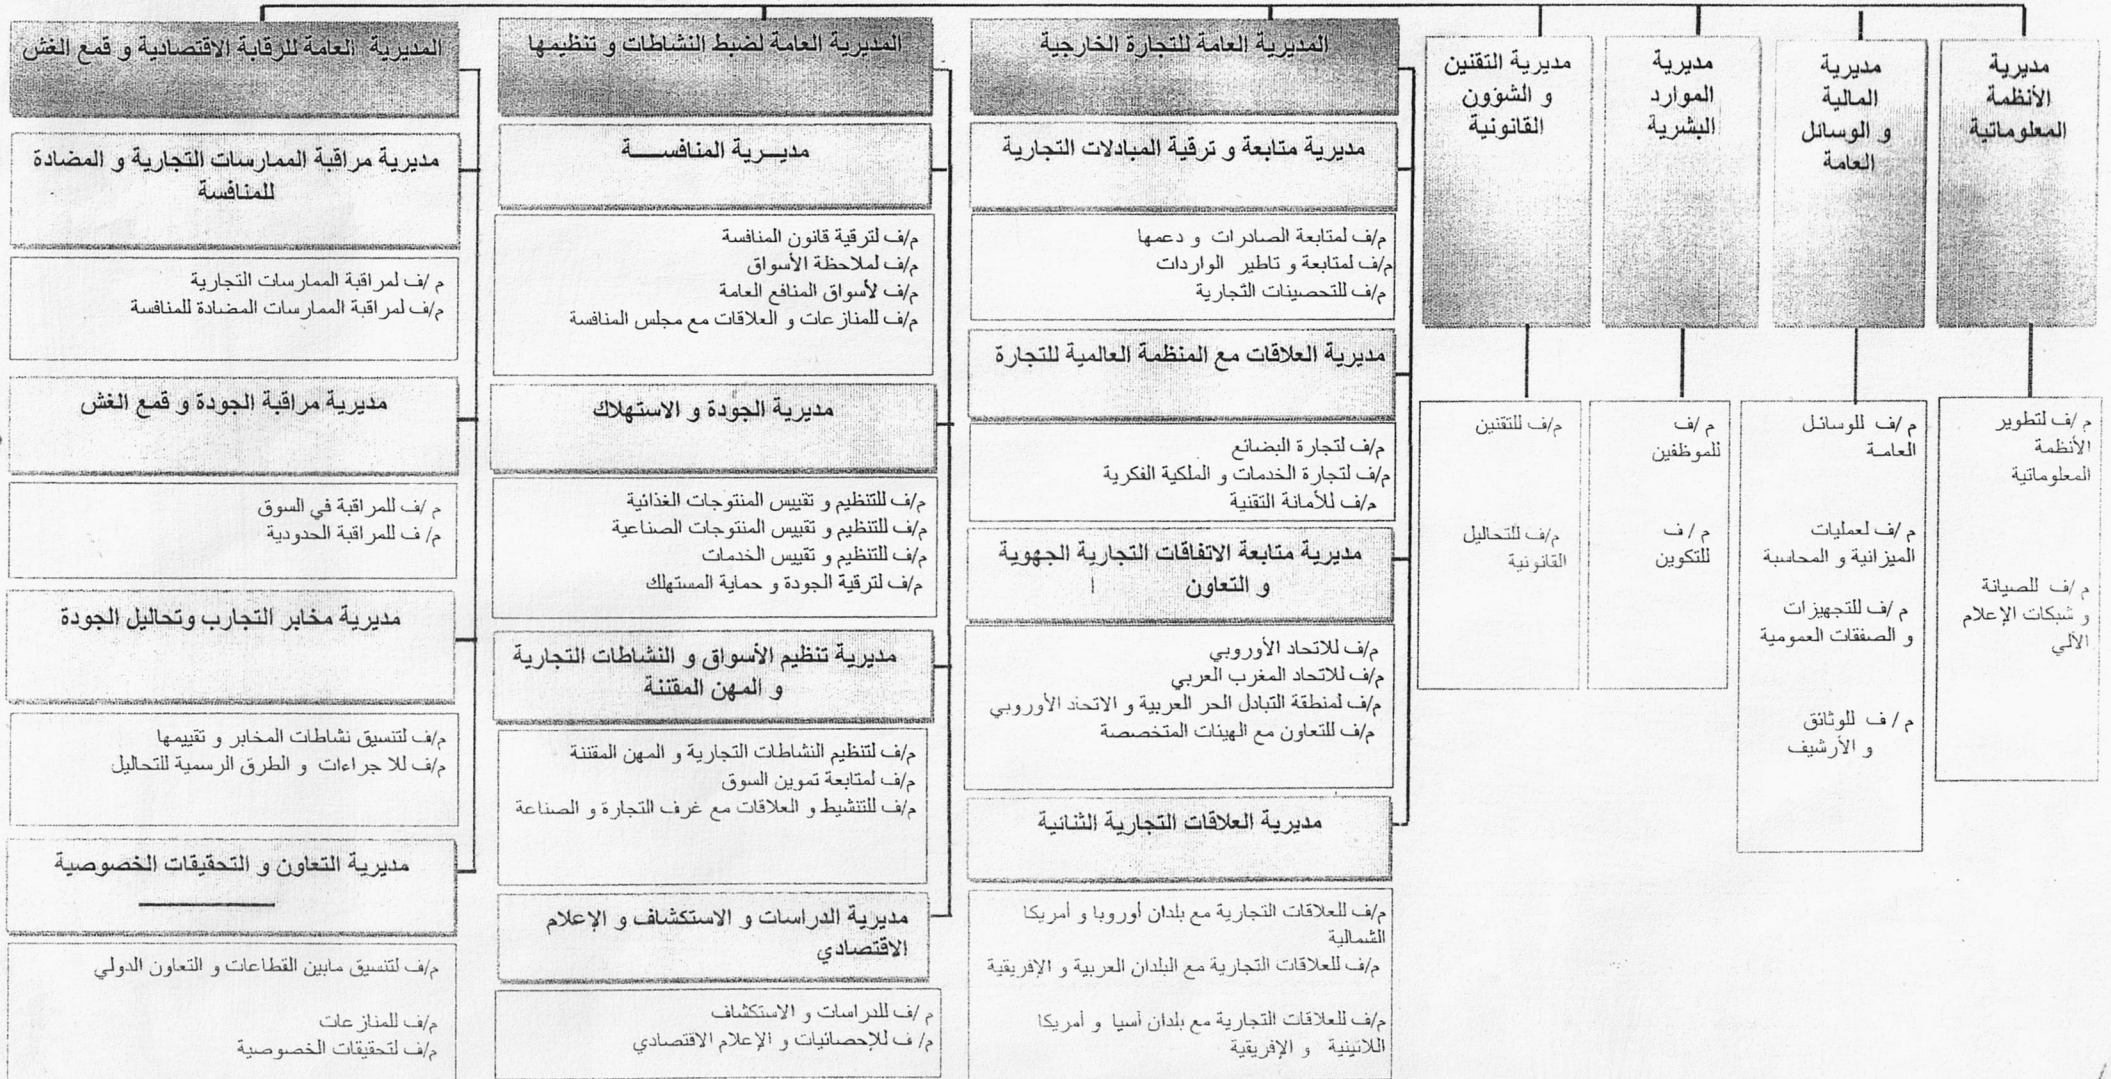 مديرية
الأنظمة
المعلوماتية
م/ف لتطوير
الأنظمة
المعلوماتية
م/ف للصيانة
و شبكات الإعلام
الألي
مديرية
المالية
و الوسائل
العامة
م/ف للوسائل
العامة
م/ف لعمليات
الميزانية و المحاسبة
م/ف للتجهيزات
و الصفقات العمومية
م/ف للوثائق
و الأرشيف
مديرية
الموارد
البشرية
م/ف
للموظفين
م/ف
للتكوين
مديرية التقنين
و الشؤون
القانونية
م/ف للتقنين
م/ف للتحاليل
القانونية
المديرية العامة للتجارة الخارجية
مديرية متابعة و ترقية المبادلات التجارية
م/ف لمتابعة الصادرات و دعمها
م/ف لمتابعة و تاطير الواردات
م/ف للتحصينات التجارية
مديرية العلاقات مع المنظمة العالمية للتجارة
م/ف لتجارة البضائع
م/ف لتجارة الخدمات و الملكية الفكرية
م/ف للأمانة التقنية
مديرية متابعة الاتفاقات التجارية الجهوية
و التعاون
م/ف للاتحاد الأوروبي
م/ف للاتحاد المغرب العربي
م/ف لمنطقة التبادل الحر العربية و الاتحاد الأوروبي
م/ف للتعاون مع الهيئات المتخصصة
مديرية العلاقات التجارية الثنائية
م/ف للعلاقات التجارية مع بلدان أوروبا و أمريكا
الشمالية
م/ف للعلاقات التجارية مع البلدان العربية و الإفريقية
م/ف للعلاقات التجارية مع بلدان أسيا و أمريكا
اللاتينية و الإفريقية
المديرية العامة لضبط النشاطات و تنظيمها
مديــرية المنافســـة
م/ف لترقية قانون المنافسة
م/ف لملاحظة الأسواق
م/ف لأسواق المنافع العامة
م/ف للمنازعات و العلاقات مع مجلس المنافسة
مديرية الجودة و الاستهلاك
م/ف للتنظيم و تقييس المنتوجات الغذائية
م/ف للتنظيم و تقييس المنتوجات الصناعية
م/ف للتنظيم و تقييس الخدمات
م/ف لترقية الجودة و حماية المستهلك
مديرية تنظيم الأسواق و النشاطات التجارية
و المهن المقننة
م/ف لتنظيم النشاطات التجارية و المهن المقننة
م/ف لمتابعة تموين السوق
م/ف للتنشيط و العلاقات مع غرف التجارة و الصناعة
مديرية الدراسات و الاستكشاف و الإعلام
الاقتصادي
م/ف للدراسات و الاستكشاف
م/ف للإحصائيات و الإعلام الاقتصادي
المديرية العامة للرقابة الاقتصادية و قمع الغش
مديرية مراقبة الممارسات التجارية و المضادة
للمنافسة
م/ف لمراقبة الممارسات التجارية
م/ف لمراقبة الممارسات المضادة للمنافسة
مديرية مراقبة الجودة و قمع الغش
م/ف للمراقبة في السوق
م/ف للمراقبة الحدودية
مديرية مخابر التجارب وتحاليل الجودة
م/ف لتنسيق نشاطات المخابر و تقييمها
م/ف للا جراءات و الطرق الرسمية للتحاليل
مديرية التعاون و التحقيقات الخصوصية
م/ف لتنسيق مابين القطاعات و التعاون الدولي
م/ف للمنازعات
م/ف لتحقيقات الخصوصية